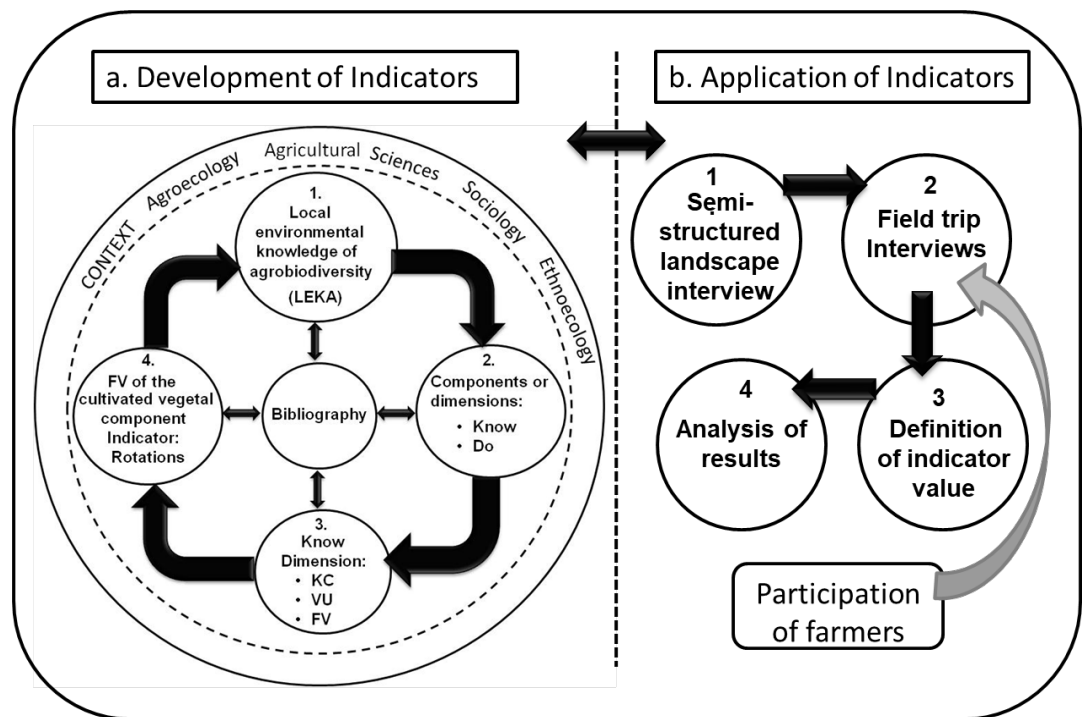 a. Development of Indicators
CONTEXT Agroecology Agricultural Sciences Sociology Ethnoecology
1.
Local
environmental
knowledge of
agrobiodiversity
(LEKA)
2.
Components or
dimensions:
• Know
• Do
3.
Know
Dimension:
• KC
• VU
• FV
4.
FV of the
cultivated vegetal
component
Indicator:
Rotations
Bibliography
b. Application of Indicators
1
Semi-
structured
landscape
interview
2
Field trip
Interviews
3
Definition
of indicator
value
4
Analysis of
results
Participation
of farmers